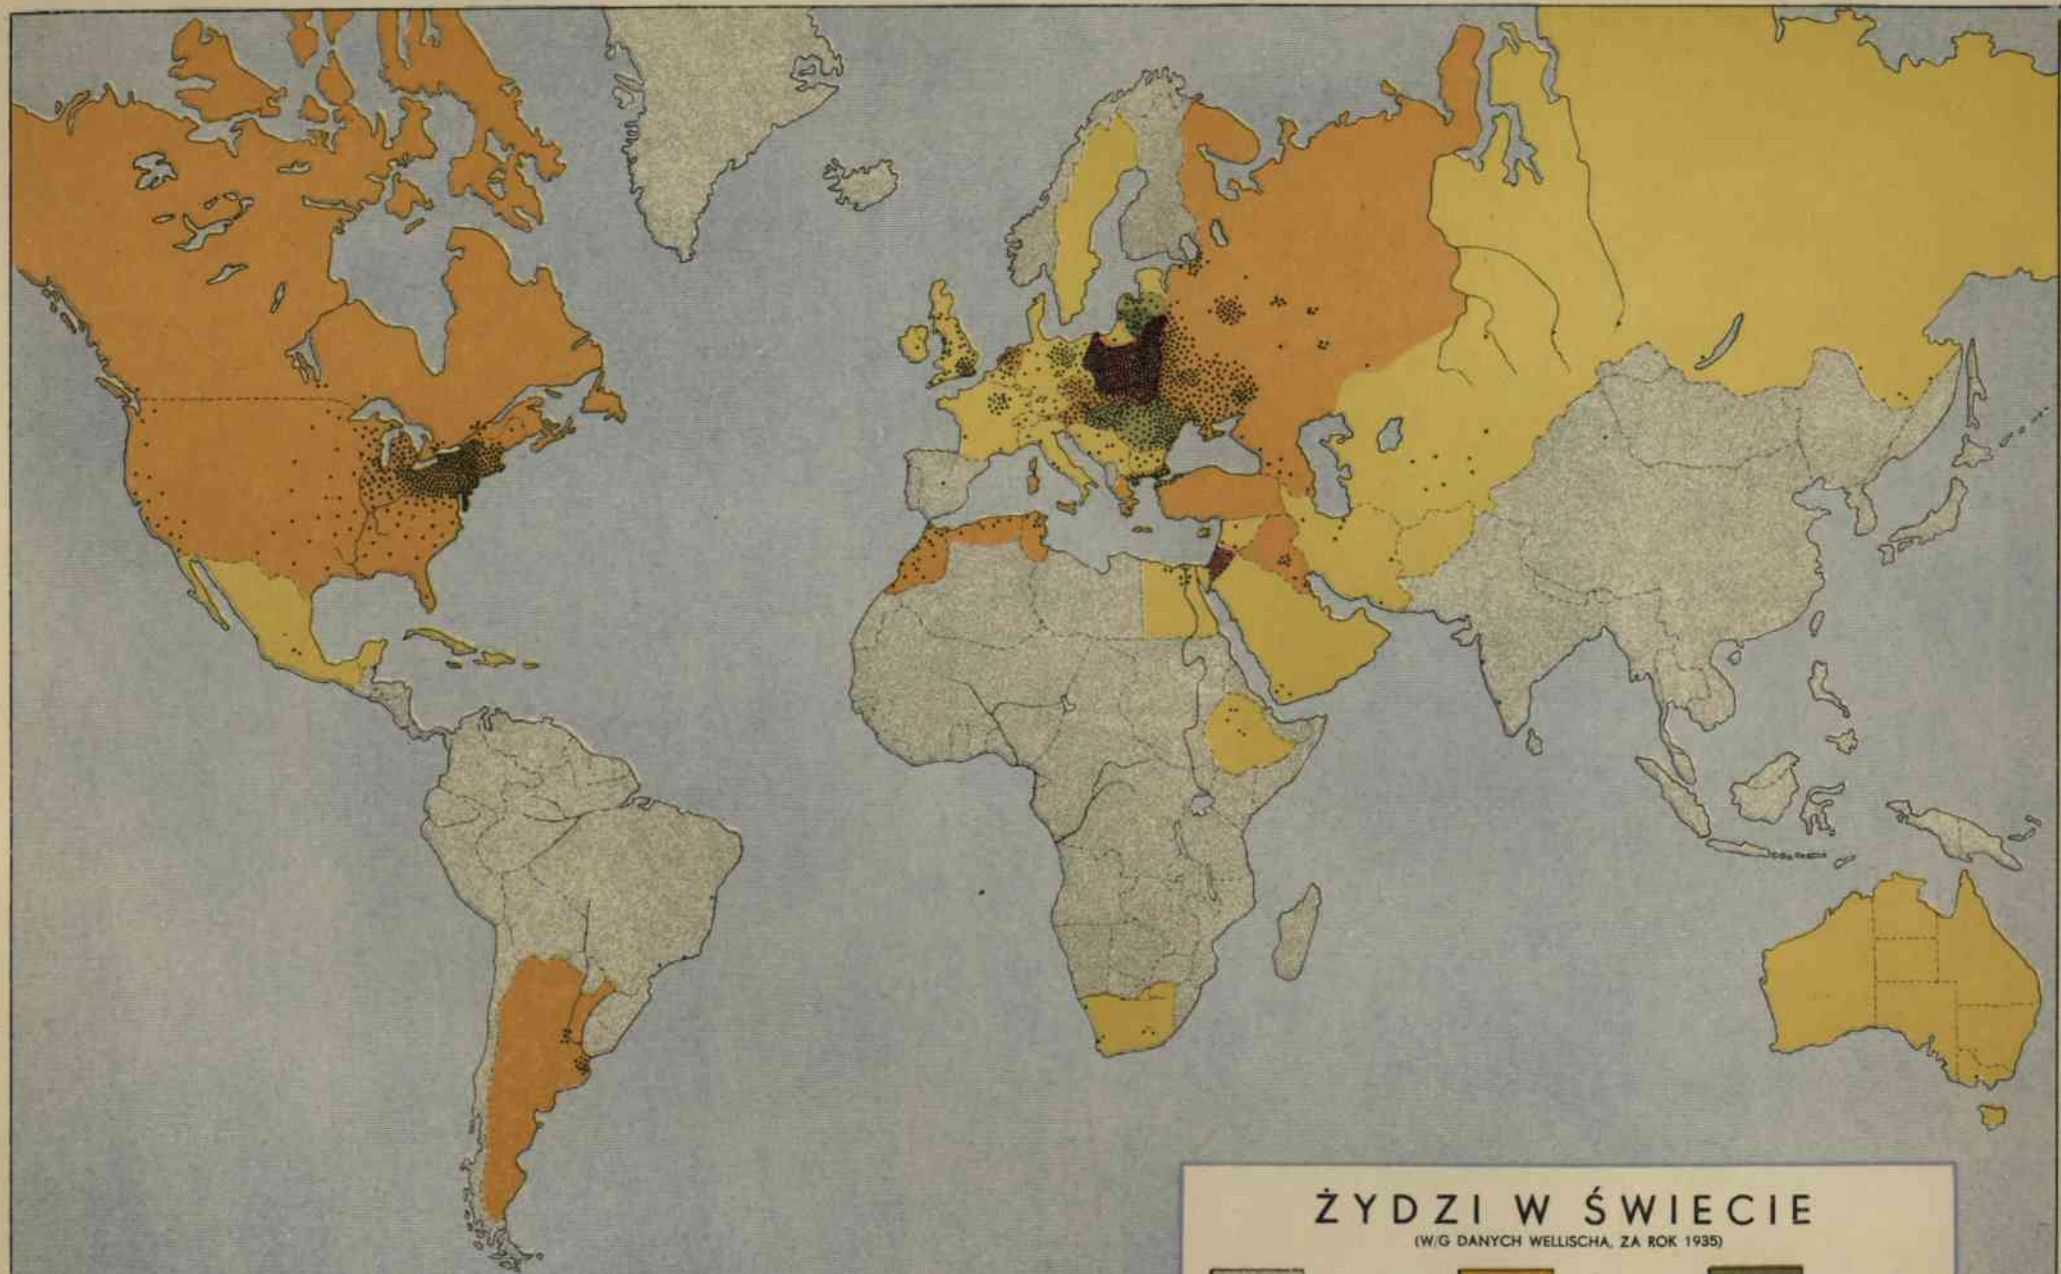 ŻYDZI W ŚWIECIE
(W/G DANYCH WELLISCHA, ZA ROK 1935)